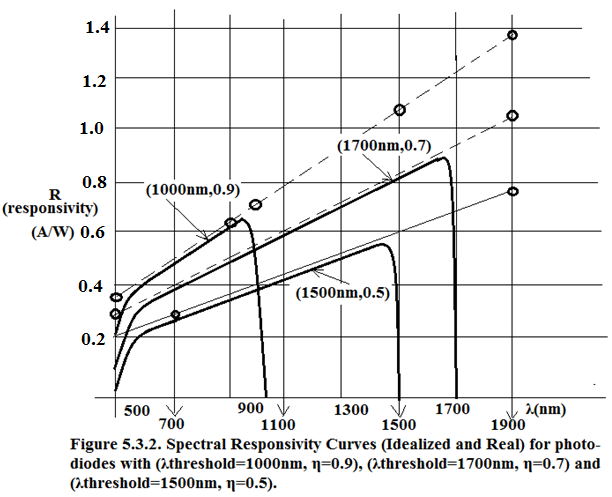 1.4
1.2
1.0
(1700nm,0.7)
0.8
(1000nm,0.9)
R
(responsivity)
(A/W)
0.6
0.4
(1500nm,0.5)
0.2
500 900 1300 1700 λ(nm)
700 1100 1500 1900
Figure 5.3.2. Spectral Responsivity Curves (Idealized and Real) for photo-
diodes with (λthreshold=1000nm, η=0.9), (λthreshold=1700nm, η=0.7) and
(λthreshold=1500nm, η=0.5).